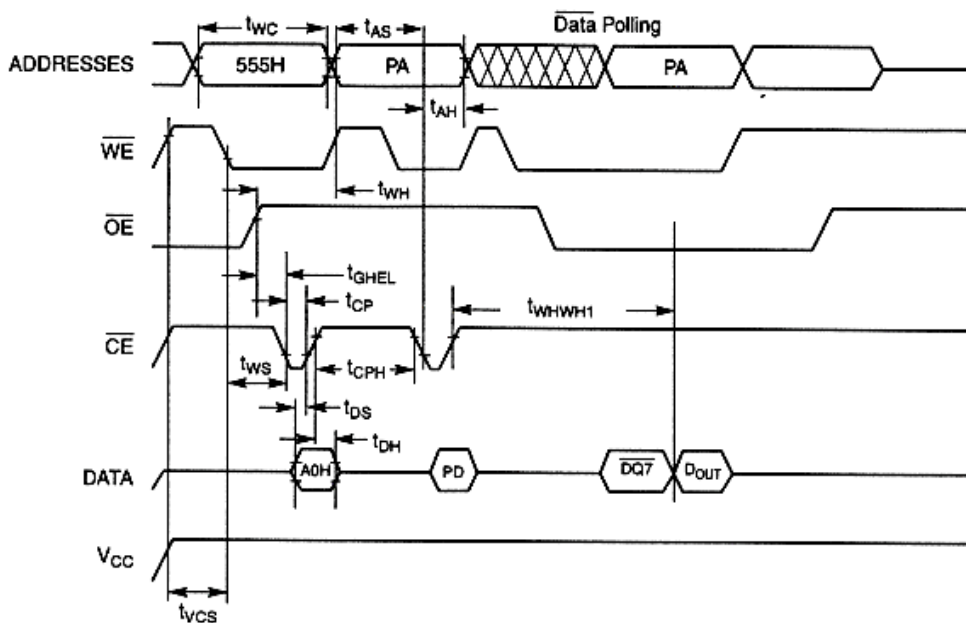 tWC tAS Data Polling
ADDRESSES 555H PA PA
tAH
WE
tWH
OE
tGHEL
tCP
tWHWH1
CE
tWS tCPH
tDS
tDH
DATA A0H PD DQ7 DOUT
VCC
tVCS